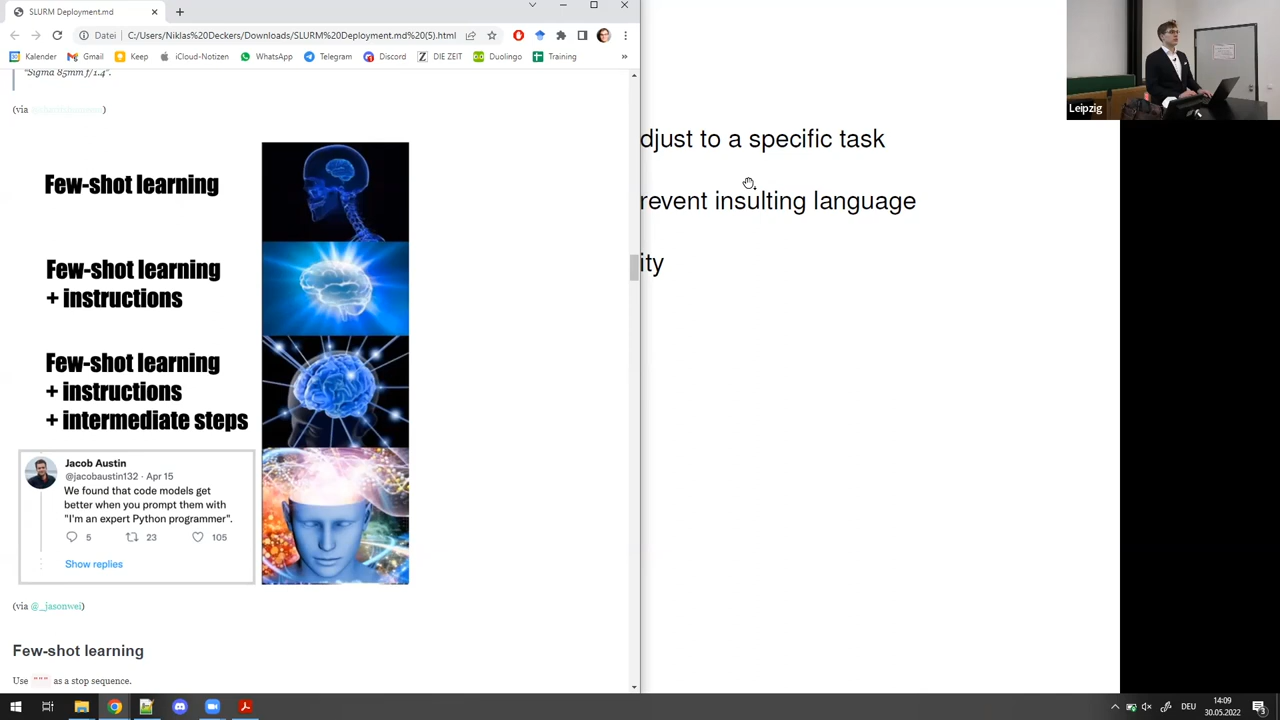 SLURM Deployment.md
Datei
C:/Users/Niklas%20Deckers/Downloads/SLURM%20Deployment.md%20(5).html
Kalender
Gmail
Keep
iCloud-Notizen
WhatsApp
Telegram
Discord
DIE ZEIT
Duolingo
Training
»
"Sigma 85mm f/1.4".
(via
)
Few-shot learning
Few-shot learning
+ instructions
Few-shot learning
+ instructions
+ intermediate steps
Jacob Austin
@jacobaustin132 · Apr 15
We found that code models get
better when you prompt them with
"I'm an expert Python programmer".
5 23 105
Show replies
(via @_jasonwei)
Few-shot learning
Use """ as a stop sequence.
djust to a specific task
revent insulting language
ity
Leipzig
DEU
14:09
30.05.2022
3